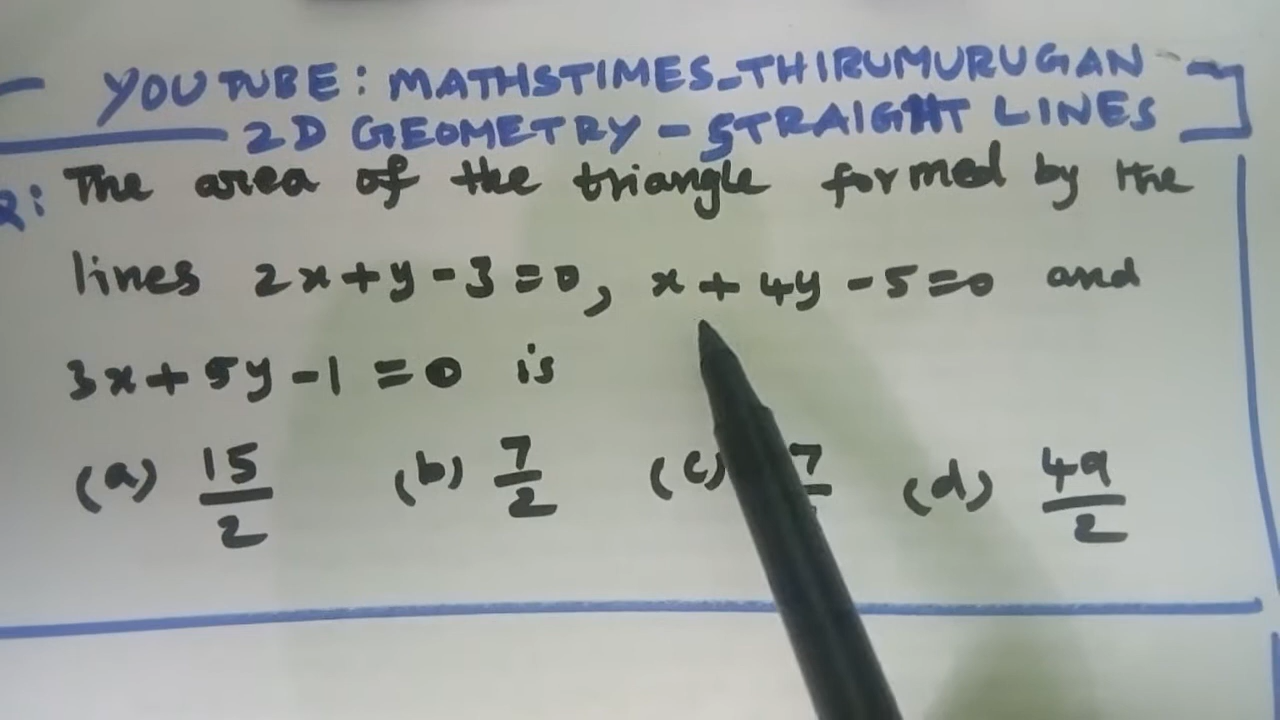 YOUTUBE: MATHSTIMES_THIRUMURUGAN
2D GEOMETRY - STRAIGHT LINES
The area of the triangle formed by the
lines 2x+y-3=0, x+4y-5=0 and
3x+5y-1=0 is
(a) 15/2 (b) 7/2 (c) (d) 49/2